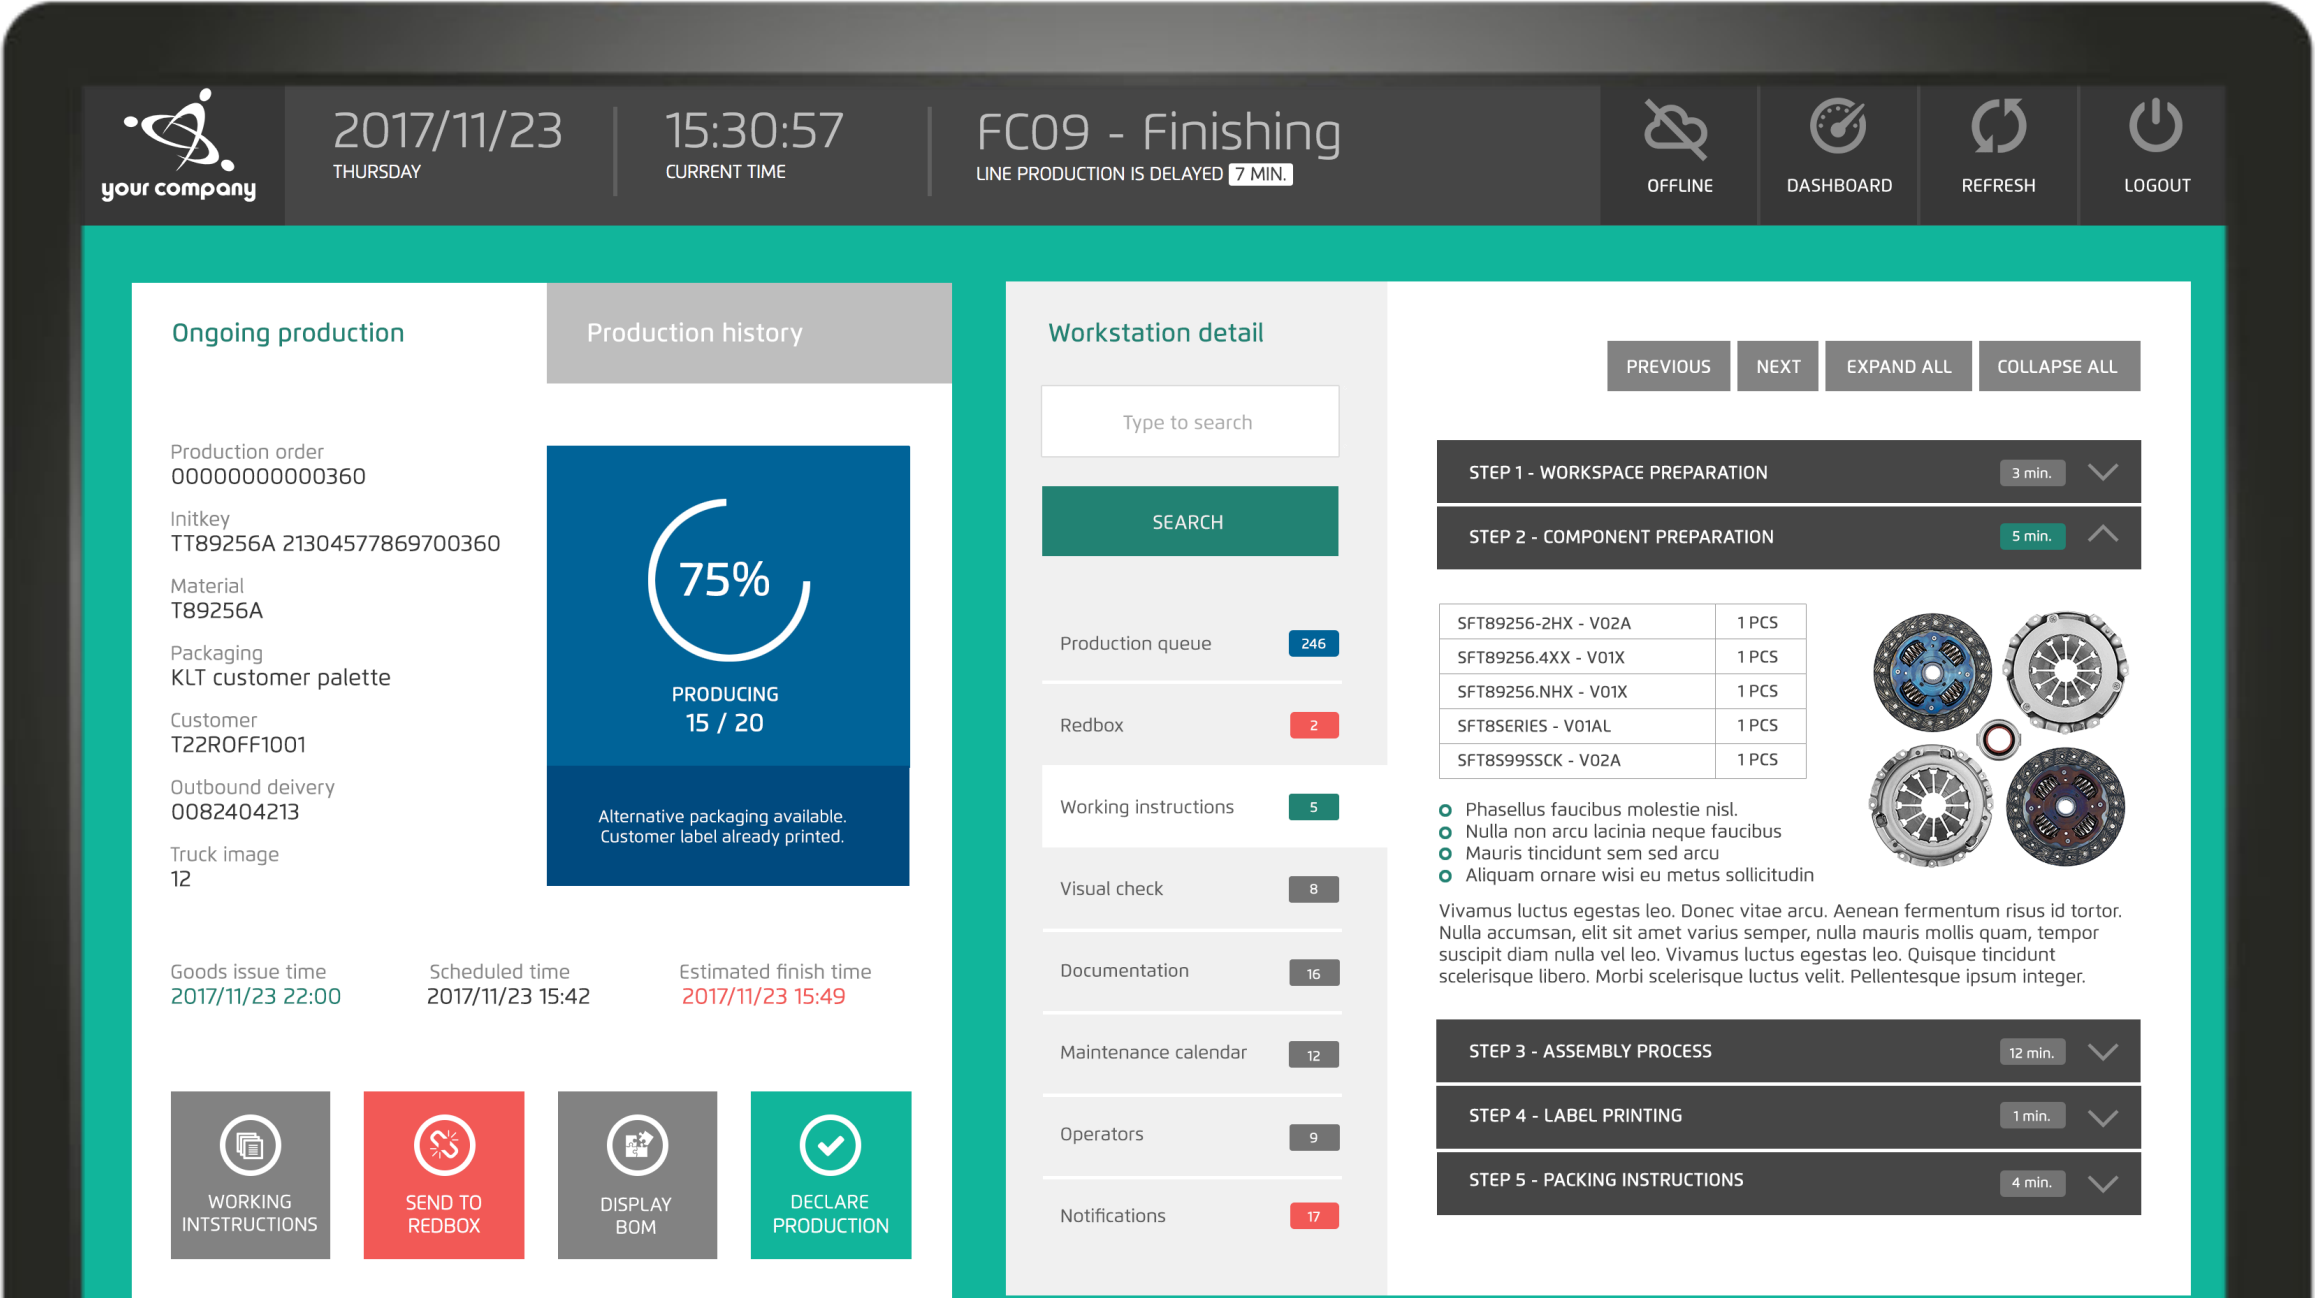 your company
2017/11/23
THURSDAY
15:30:57
CURRENT TIME
FC09 - Finishing
LINE PRODUCTION IS DELAYED 7 MIN.
OFFLINE
DASHBOARD
REFRESH
LOGOUT
Ongoing production
Production history
Production order
00000000000360
Initkey
TT89256A 21304577869700360
Material
T89256A
Packaging
KLT customer palette
Customer
T22ROFF1001
Outbound deivery
0082404213
Truck image
12
75%
PRODUCING
15 / 20
Alternative packaging available.
Customer label already printed.
Goods issue time
2017/11/23 22:00
Scheduled time
2017/11/23 15:42
Estimated finish time
2017/11/23 15:49
WORKING
INTSTRUCTIONS
SEND TO
REDBOX
DISPLAY
BOM
DECLARE
PRODUCTION
Workstation detail
Type to search
SEARCH
Production queue 246
Redbox 2
Working instructions 5
Visual check 8
Documentation 16
Maintenance calendar 12
Operators 9
Notifications 17
PREVIOUS
NEXT
EXPAND ALL
COLLAPSE ALL
STEP 1 - WORKSPACE PREPARATION 3 min.
STEP 2 - COMPONENT PREPARATION 5 min.
SFT89256-2HX - V02A 1 PCS
SFT89256.4XX - V01X 1 PCS
SFT89256.NHX - V01X 1 PCS
SFT8SERIES - V01AL 1 PCS
SFT8S99SSCK - V02A 1 PCS
Phasellus faucibus molestie nisl.
Nulla non arcu lacinia neque faucibus
Mauris tincidunt sem sed arcu
Aliquam ornare wisi eu metus sollicitudin
Vivamus luctus egestas leo. Donec vitae arcu. Aenean fermentum risus id tortor.
Nulla accumsan, elit sit amet varius semper, nulla mauris mollis quam, tempor
suscipit diam nulla vel leo. Vivamus luctus egestas leo. Quisque tincidunt
scelerisque libero. Morbi scelerisque luctus velit. Pellentesque ipsum integer.
STEP 3 - ASSEMBLY PROCESS 12 min.
STEP 4 - LABEL PRINTING 1 min.
STEP 5 - PACKING INSTRUCTIONS 4 min.